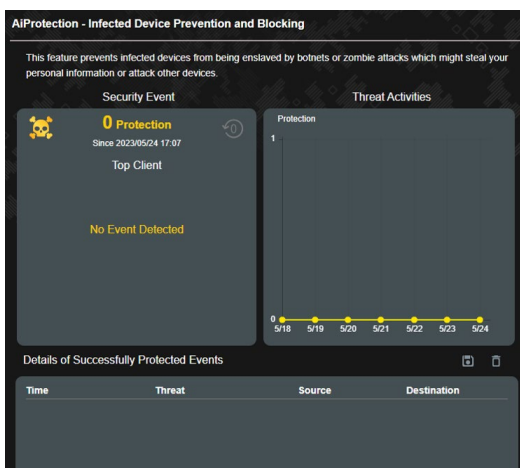 AiProtection - Infected Device Prevention and Blocking
This feature prevents infected devices from being enslaved by botnets or zombie attacks which might steal your
personal information or attack other devices.
Security Event
0 Protection
0
Since 2023/05/24 17:07
Top Client
No Event Detected
Threat Activities
Protection
1
0
5/18 5/19 5/20 5/21 5/22 5/23 5/24
Details of Successfully Protected Events
Time Threat Source Destination